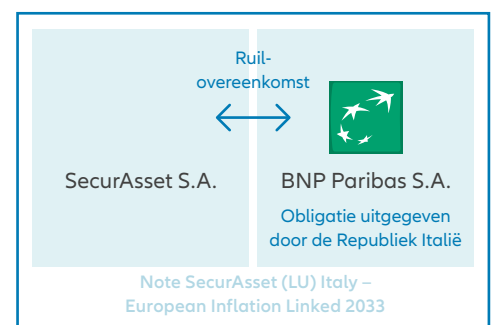 Ruil-
overeenkomst
SecurAsset S.A.
BNP Paribas S.A.
Obligatie uitgegeven
door de Republiek Italië
Note SecurAsset (LU) Italy –
European Inflation Linked 2033